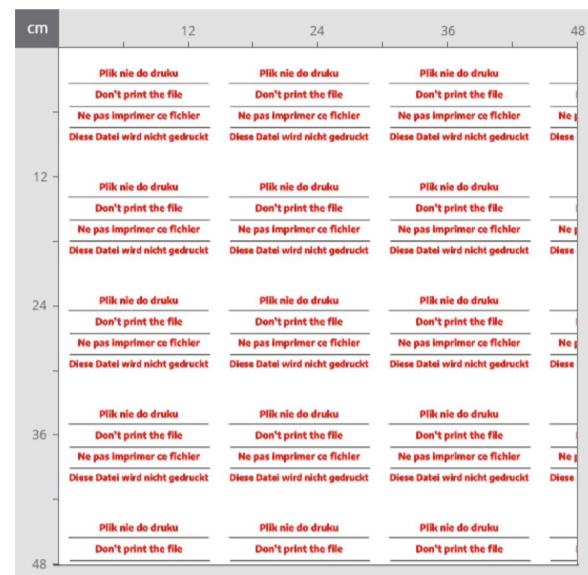 cm 12 24 36 48
Plik nie do druku Plik nie do druku Plik nie do druku
Don't print the file Don't print the file Don't print the file
Ne pas imprimer ce fichier Ne pas imprimer ce fichier Ne pas imprimer ce fichier Ne
Diese Datei wird nicht gedruckt Diese Datei wird nicht gedruckt Diese Datei wird nicht gedruckt Diese
12
Plik nie do druku Plik nie do druku Plik nie do druku
Don't print the file Don't print the file Don't print the file
Ne pas imprimer ce fichier Ne pas imprimer ce fichier Ne pas imprimer ce fichier Ne
Diese Datei wird nicht gedruckt Diese Datei wird nicht gedruckt Diese Datei wird nicht gedruckt Diese
24
Plik nie do druku Plik nie do druku Plik nie do druku
Don't print the file Don't print the file Don't print the file
Ne pas imprimer ce fichier Ne pas imprimer ce fichier Ne pas imprimer ce fichier Ne
Diese Datei wird nicht gedruckt Diese Datei wird nicht gedruckt Diese Datei wird nicht gedruckt Diese
36
Plik nie do druku Plik nie do druku Plik nie do druku
Don't print the file Don't print the file Don't print the file
Ne pas imprimer ce fichier Ne pas imprimer ce fichier Ne pas imprimer ce fichier Ne
Diese Datei wird nicht gedruckt Diese Datei wird nicht gedruckt Diese Datei wird nicht gedruckt Diese
Plik nie do druku Plik nie do druku Plik nie do druku
Don't print the file Don't print the file Don't print the file
48